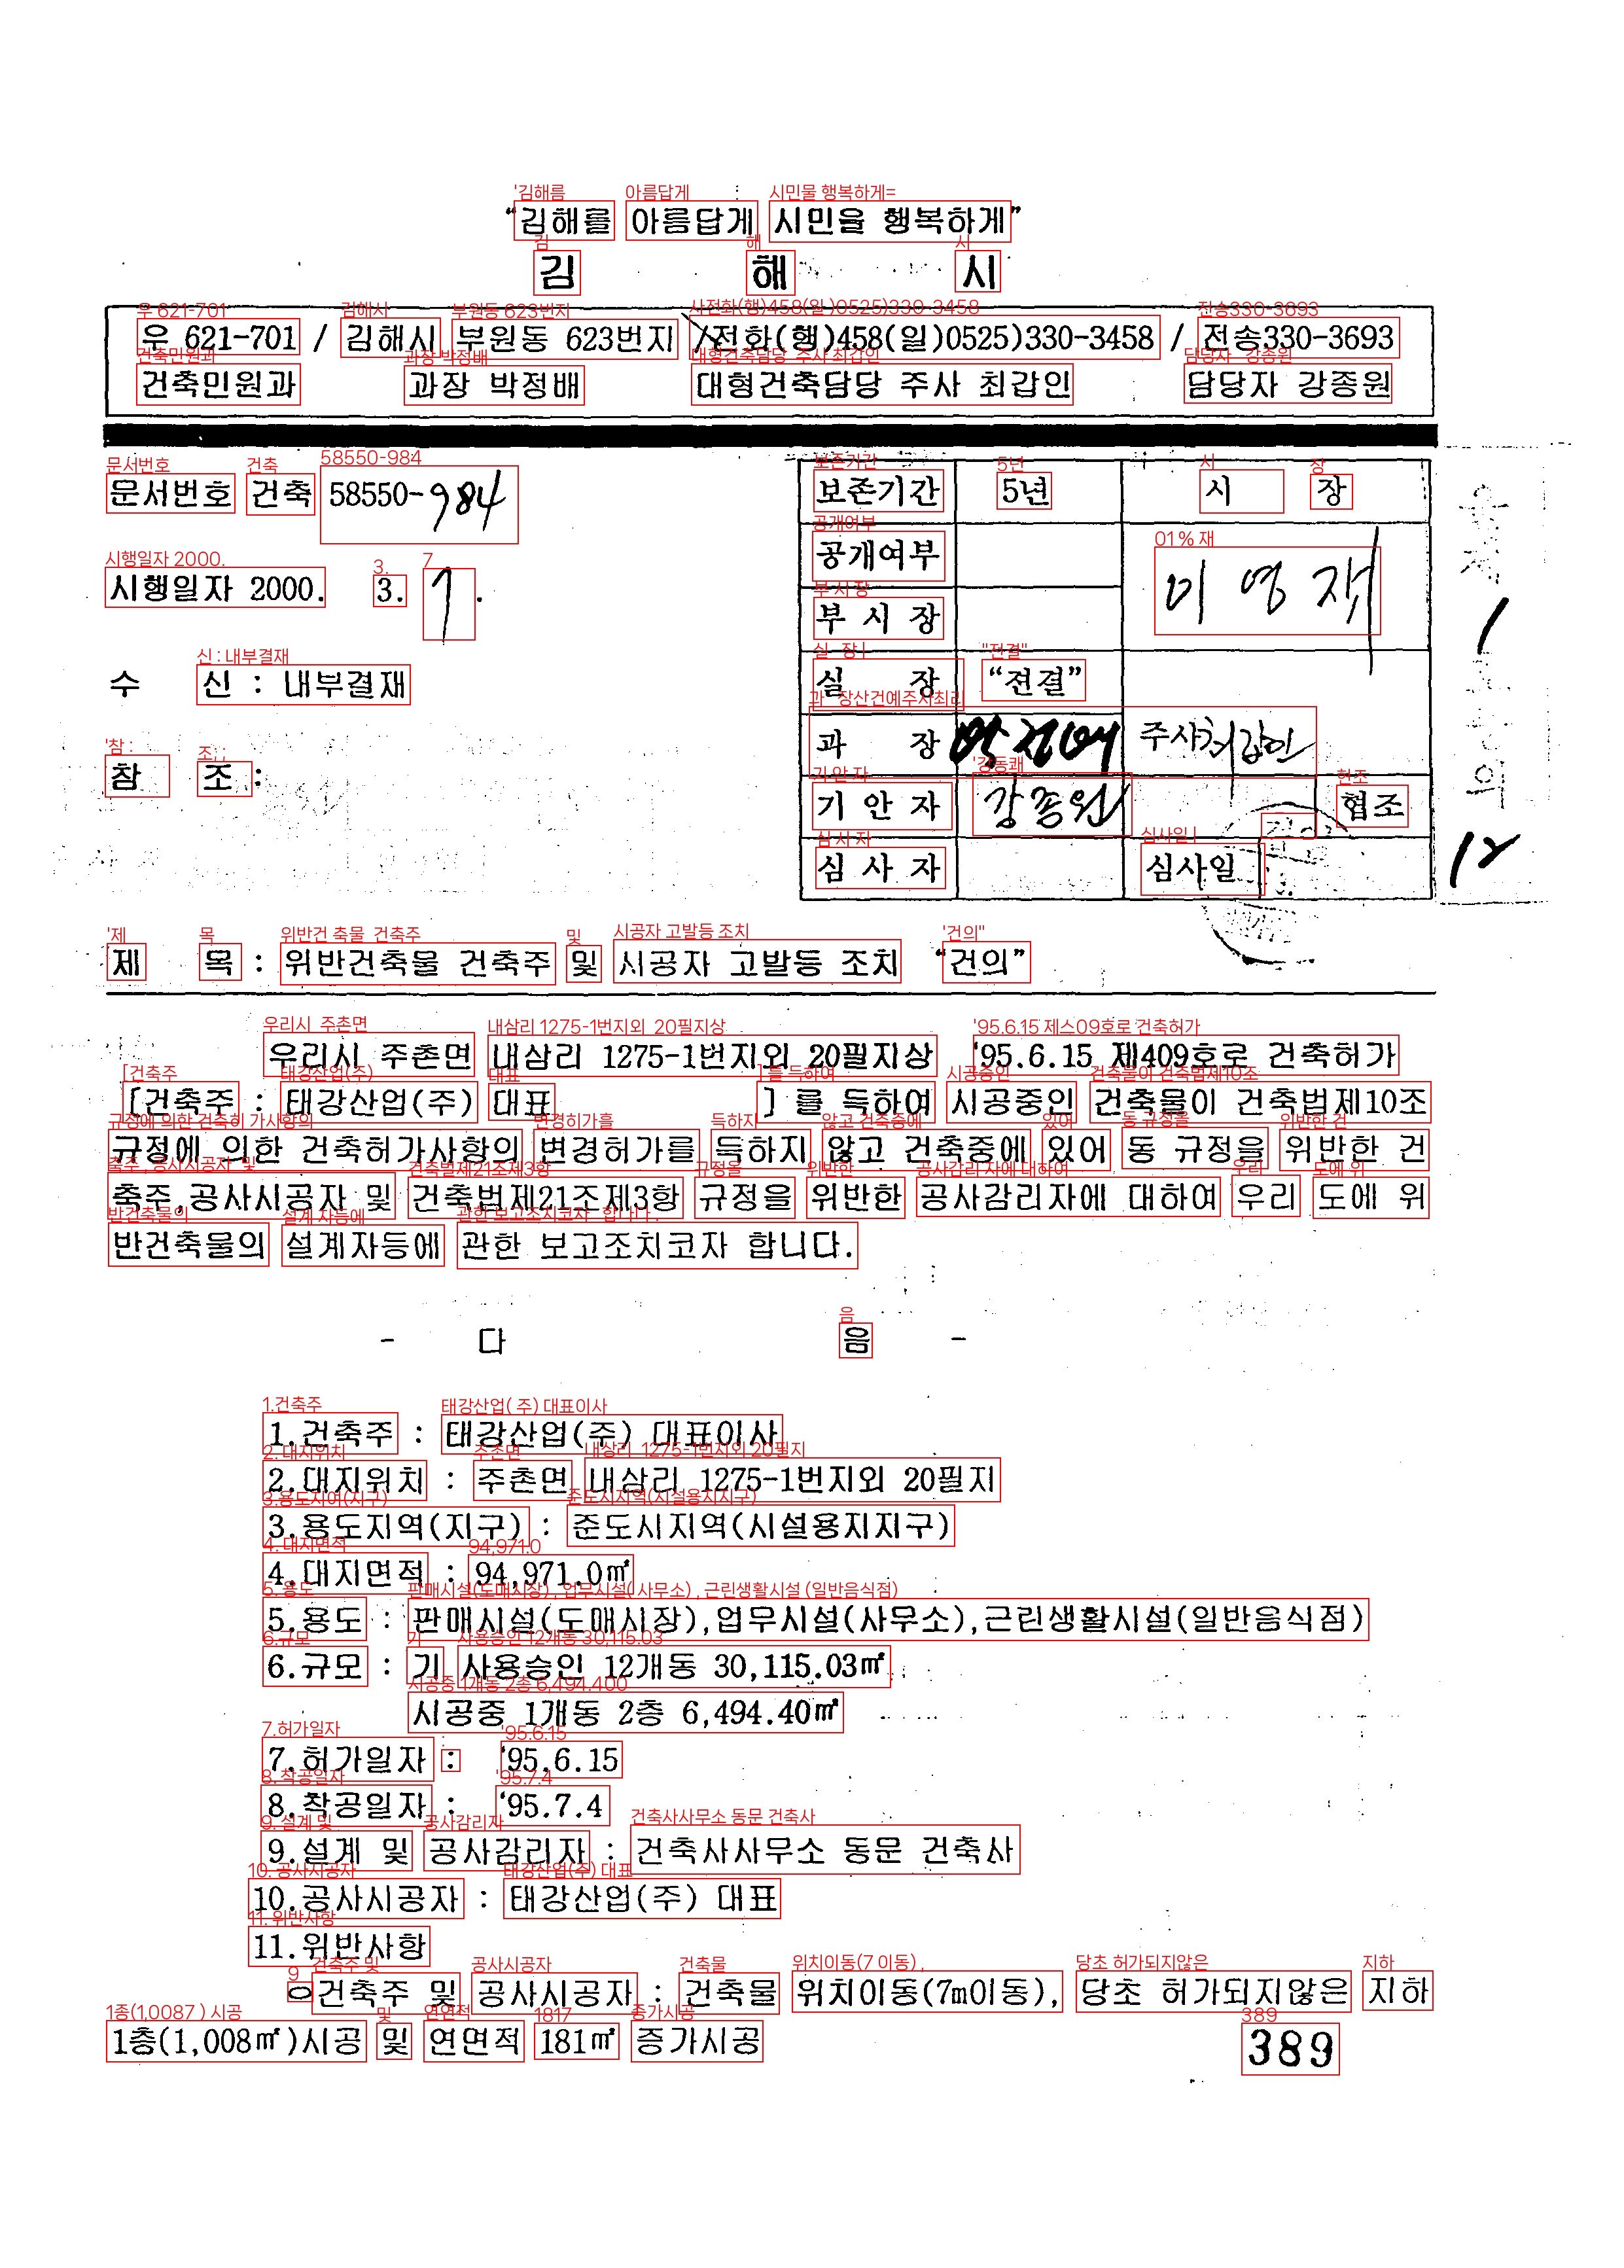 “김해를 아름답게 시민을 행복하게”
김 해 시
우 621-701 / 김해시 부원동 623번지 /전화(행)458(일)0525)330-3458 / 전송330-3693
건축민원과 과장 박정배 대형건축담당 주사 최갑인 담당자 강종원
문서번호 건축 58550-984
시행일자 2000. 3. 7.
수 신 : 내부결재
참 조 :
보존기간 5년 시 장
공개여부 이영재
부 시 장
실 장 “젼결”
과 장 박정배 주사최갑인
기 안 자 강종원 협조
심 사 자 심사일
제 목 : 위반건축물 건축주 및 시공자 고발등 조치 “건의”
우리시 주촌면 내삼리 1275-1번지외 20필지상 '95.6.15 제409호로 건축허가
[건축주 : 태강산업(주) 대표 ] 를 득하여 시공중인 건축물이 건축법제10조
규정에 의한 건축허가사항의 변경허가를 득하지 않고 건축중에 있어 동 규정을 위반한 건
축주,공사시공자 및 건축법제21조제3항 규정을 위반한 공사감리자에 대하여 우리 도에 위
반건축물의 설계자등에 관한 보고조치코자 합니다.
- 다 음 -
1.건축주 : 태강산업(주) 대표이사
2.대지위치 : 주촌면 내삼리 1275-1번지외 20필지
3.용도지역(지구) : 준도시지역(시설용지지구)
4.대지면적 : 94,971.0㎡
5.용도 : 판매시설(도매시장),업무시설(사무소),근린생활시설(일반음식점)
6.규모 : 기 사용승인 12개동 30,115.03㎡
시공중 1개동 2층 6,494.40㎡
7.허가일자 : '95.6.15
8.착공일자 : '95.7.4
9.설계 및 공사감리자 : 건축사사무소 동문 건축사
10.공사시공자 : 태강산업(주) 대표
11.위반사항
ㅇ건축주 및 공사시공자 : 건축물 위치이동(7m이동), 당초 허가되지않은 지하
1층(1,008㎡)시공 및 연면적 181㎡ 증가시공
389